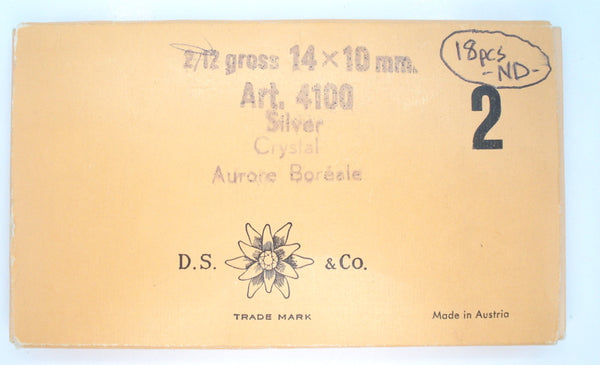 2/12 gross 14×10 mm.
Art. 4100
Silver
Crystal
Aurore Boréale
18pcs
-ND-
2
D.S. & Co.
TRADE MARK
Made in Austria